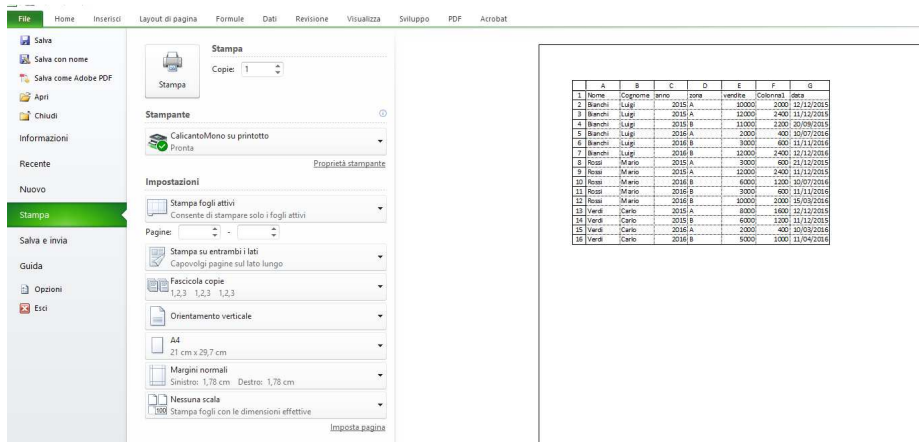 File Home Inserisci Layout di pagina Formule Dati Revisione Visualizza Sviluppo PDF Acrobat
Salva
Salva con nome
Salva come Adobe PDF
Apri
Chiudi
Informazioni
Recente
Nuovo
Stampa
Salva e invia
Guida
Opzioni
Esci
Stampa
Stampa
Copie: 1
Stampante
CalicantoMono su printotto
Pronta
Proprietà stampante
Impostazioni
Stampa fogli attivi
Consente di stampare solo i fogli attivi
Pagine: -
Stampa su entrambi i lati
Capovolgi pagine sul lato lungo
Fascicola copie
1,2,3 1,2,3 1,2,3
Orientamento verticale
A4
21 cm x 29,7 cm
Margini normali
Sinistro: 1,78 cm Destro: 1,78 cm
Nessuna scala
100 Stampa fogli con le dimensioni effettive
Imposta pagina
A B C D E F G
1 Nome Cognome anno zona vendite Colonna1 data
2 Bianchi Luigi 2015 A 10000 2000 12/12/2015
3 Bianchi Luigi 2015 A 12000 2400 11/12/2015
4 Bianchi Luigi 2015 B 11000 2200 20/09/2015
5 Bianchi Luigi 2016 A 2000 400 10/07/2016
6 Bianchi Luigi 2016 B 3000 600 11/11/2016
7 Bianchi Luigi 2016 B 12000 2400 12/12/2016
8 Rossi Mario 2015 A 3000 600 21/12/2015
9 Rossi Mario 2015 A 12000 2400 11/12/2015
10 Rossi Mario 2016 B 6000 1200 10/07/2016
11 Rossi Mario 2016 B 3000 600 11/11/2016
12 Rossi Mario 2016 B 10000 2000 15/03/2016
13 Verdi Carlo 2015 A 8000 1600 12/12/2015
14 Verdi Carlo 2015 B 6000 1200 11/12/2015
15 Verdi Carlo 2016 A 2000 400 10/03/2016
16 Verdi Carlo 2016 B 5000 1000 11/04/2016